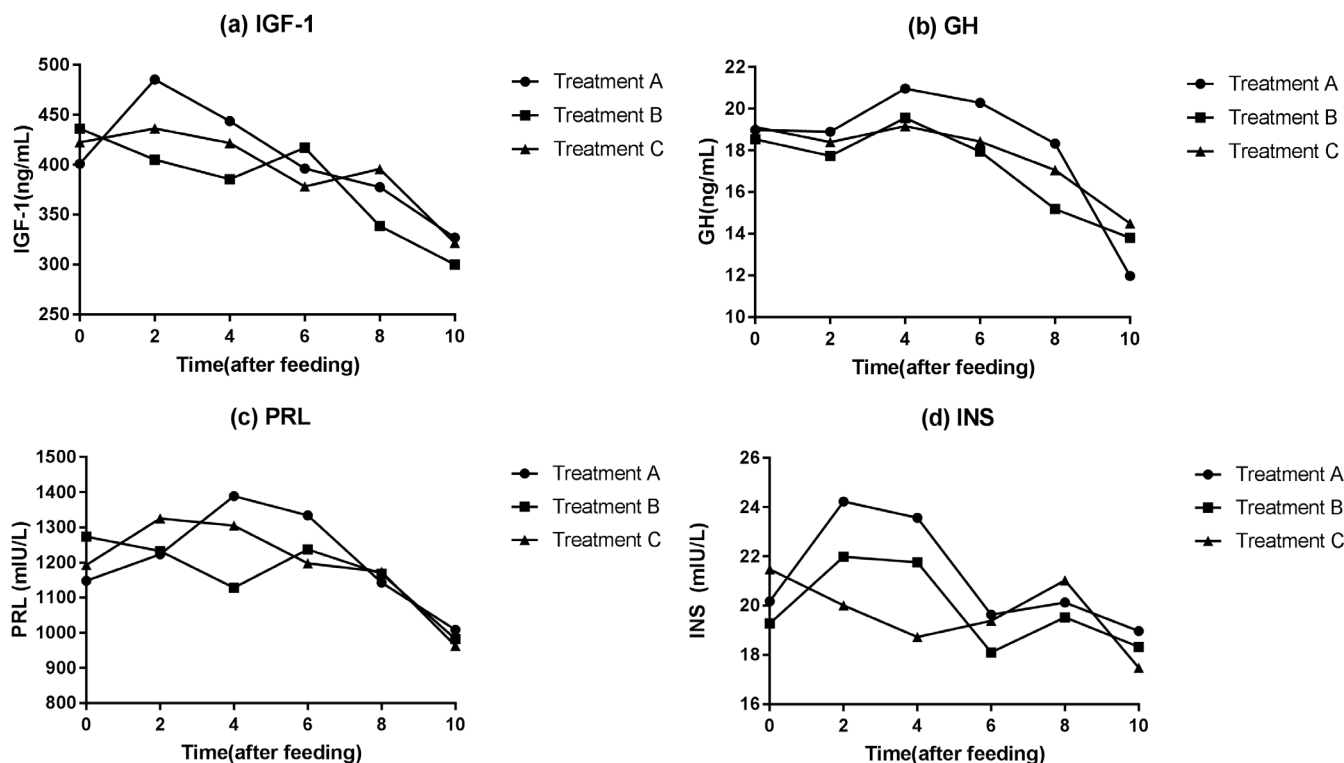 (a) IGF-1
500
450
400
350
300
250
IGF-1(ng/mL)
0 2 4 6 8 10
Time(after feeding)
Treatment A
Treatment B
Treatment C
(b) GH
22
20
18
16
14
12
10
GH(ng/mL)
0 2 4 6 8 10
Time(after feeding)
Treatment A
Treatment B
Treatment C
(c) PRL
1500
1400
1300
1200
1100
1000
900
800
PRL (mIU/L)
0 2 4 6 8 10
Time(after feeding)
Treatment A
Treatment B
Treatment C
(d) INS
26
24
22
20
18
16
INS (mIU/L)
0 2 4 6 8 10
Time(after feeding)
Treatment A
Treatment B
Treatment C